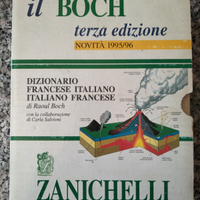 il BOCH
terza edizione
NOVITÀ 1995/96
DIZIONARIO
FRANCESE ITALIANO
ITALIANO FRANCESE
di Raoul Boch
con la collaborazione
di Carla Salvioni
ZANICHELLI